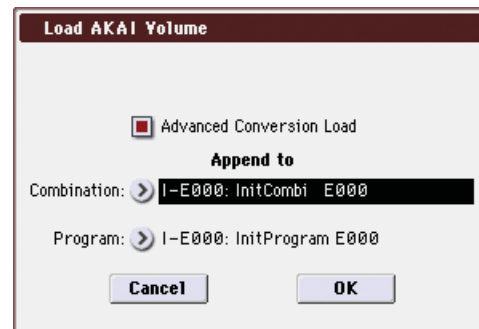 Load AKAI Volume
Advanced Conversion Load
Append to
Combination: I-E000: InitCombi E000
Program: I-E000: InitProgram E000
Cancel OK